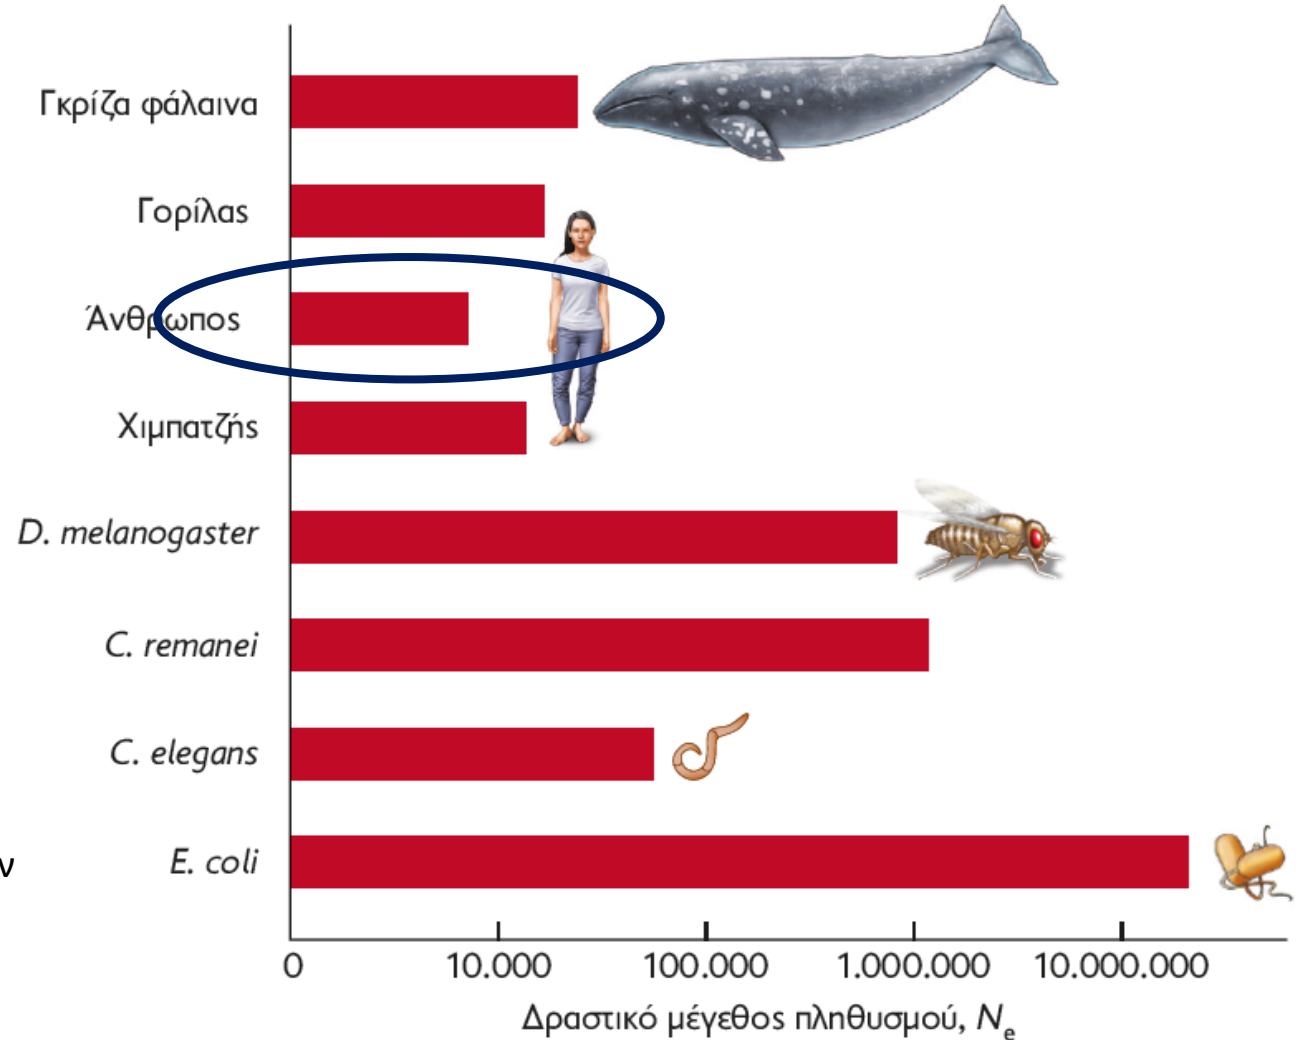 Γκρίζα φάλαινα
Γορίλας
Άνθρωπος
Χιμπατζής
D. melanogaster
C. remanei
C. elegans
ν
E. coli
0 10.000 100.000 1.000.000 10.000.000
Δραστικό μέγεθος πληθυσμού, Ne